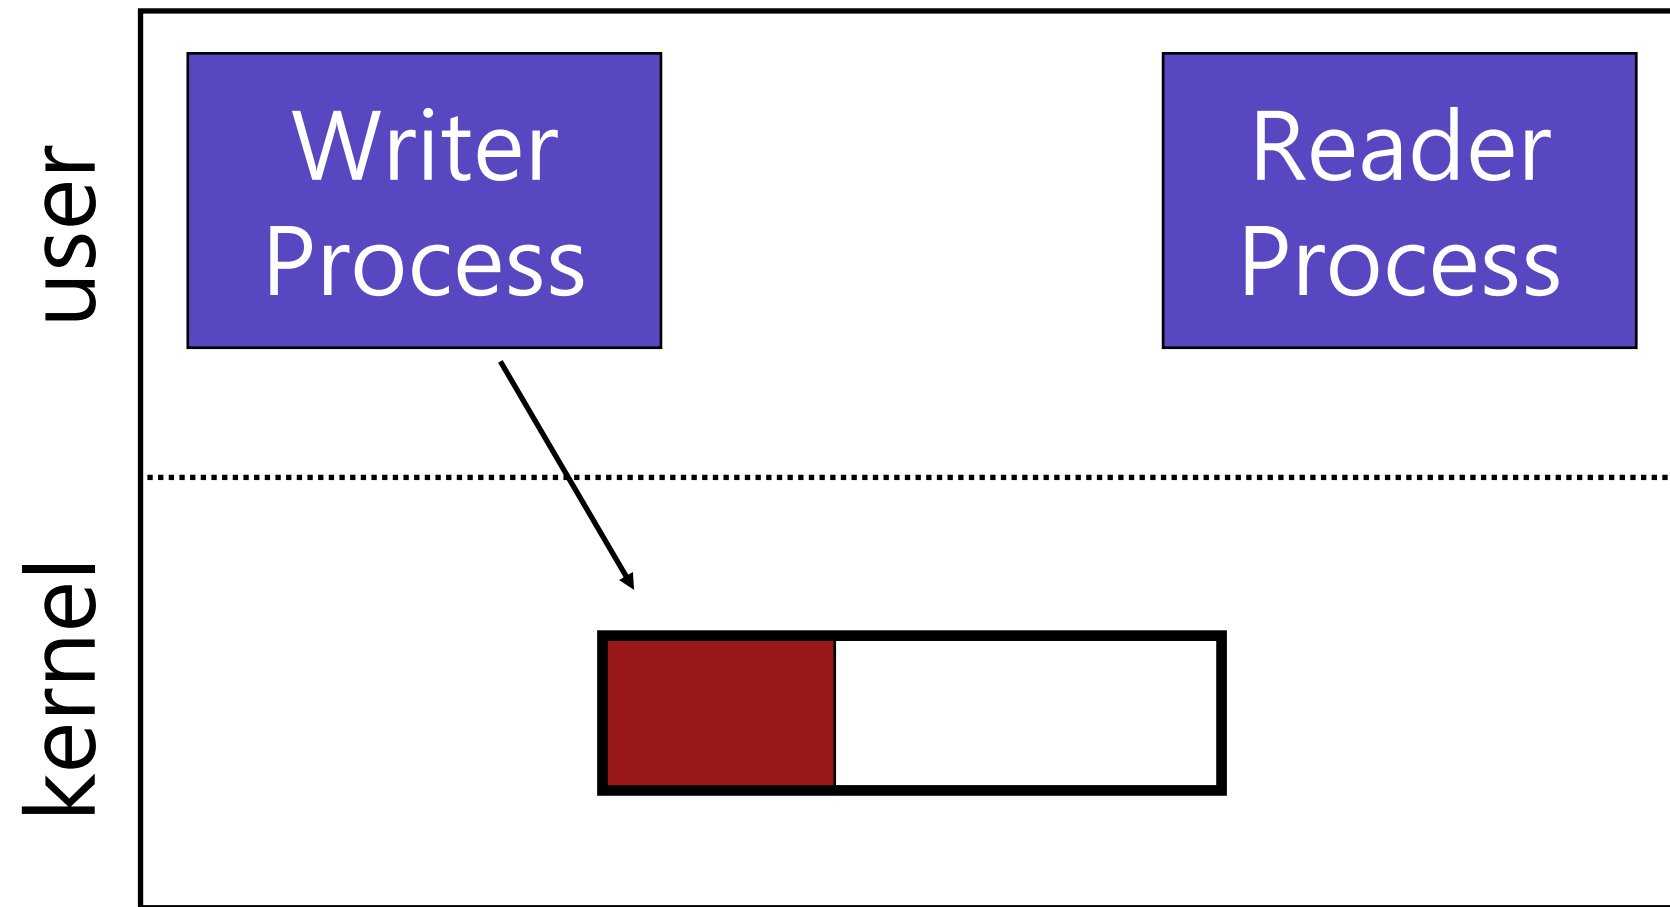 user
Writer
Process
Reader
Process
kernel